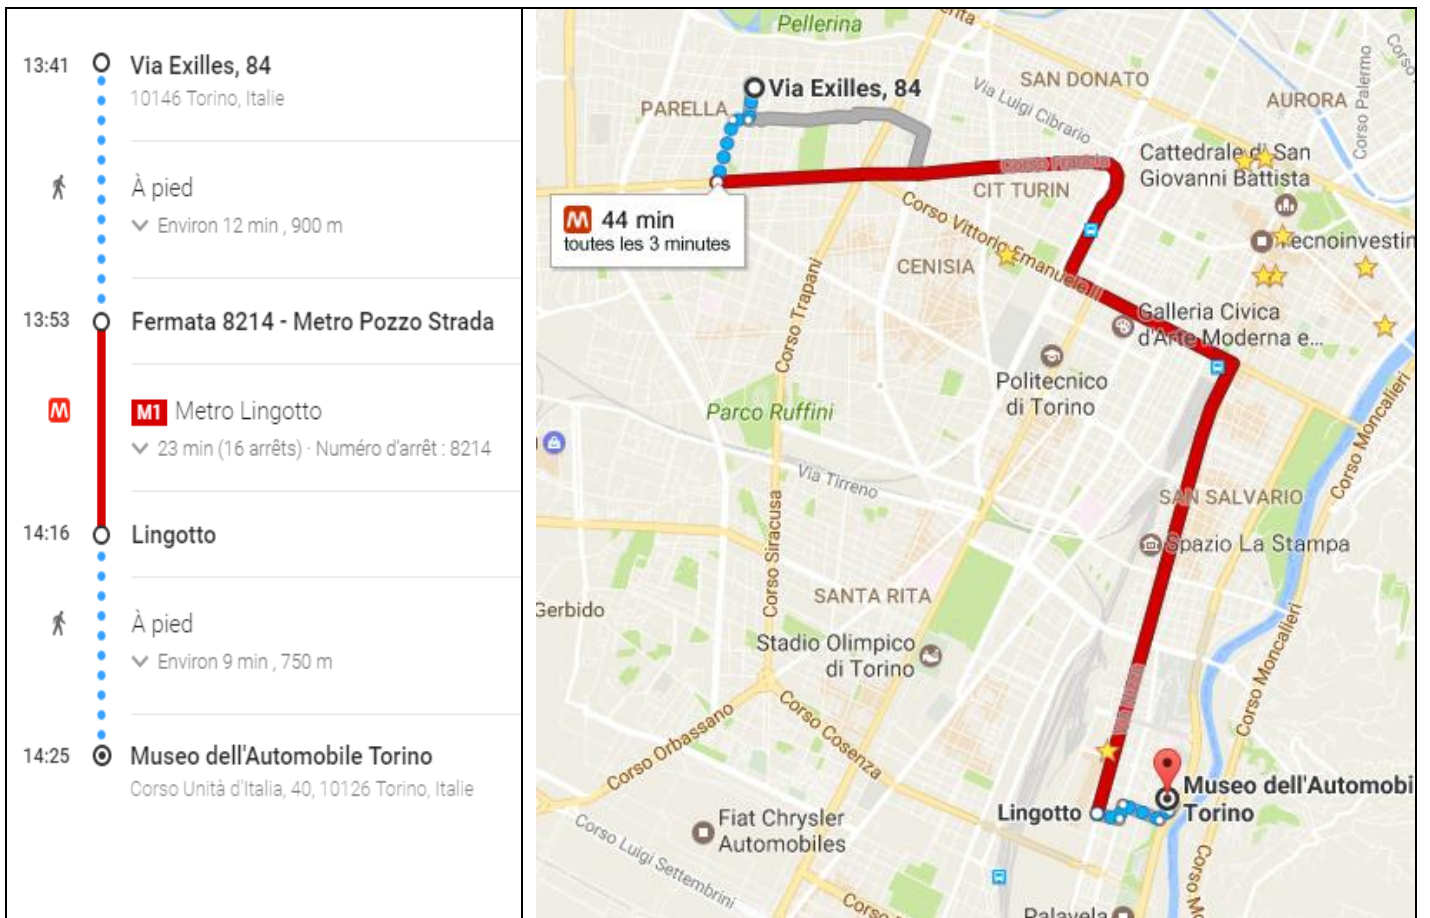 13:41
Via Exilles, 84
10146 Torino, Italie
À pied
Environ 12 min , 900 m
13:53
Fermata 8214 - Metro Pozzo Strada
M
M1 Metro Lingotto
23 min (16 arrêts) · Numéro d'arrêt : 8214
14:16
Lingotto
À pied
Environ 9 min , 750 m
14:25
Museo dell'Automobile Torino
Corso Unità d'Italia, 40, 10126 Torino, Italie
Pellerina
Via Exilles, 84
PARELLA
SAN DONATO
Via Luigi Cibrario
AURORA
Corso Palermo
Corso
Cattedrale di San
Giovanni Battista
CIT TURIN
M 44 min
toutes les 3 minutes
Corso Vittorio Emanuele II
Tecnoinvestin
CENISIA
Corso Trapani
Galleria Civica
d'Arte Moderna e...
Politecnico
di Torino
Parco Ruffini
Corso Moncalieri
Via Tirreno
SAN SALVARIO
Corso Siracusa
Spazio La Stampa
Gerbido
SANTA RITA
Stadio Olimpico
di Torino
Corso Moncalieri
Corso Orbassano
Corso Cosenza
Museo dell'Automobi
Torino
Lingotto
Fiat Chrysler
Automobiles
Corso Luigi Settembrini
Corso Mo
Corso
Palavela